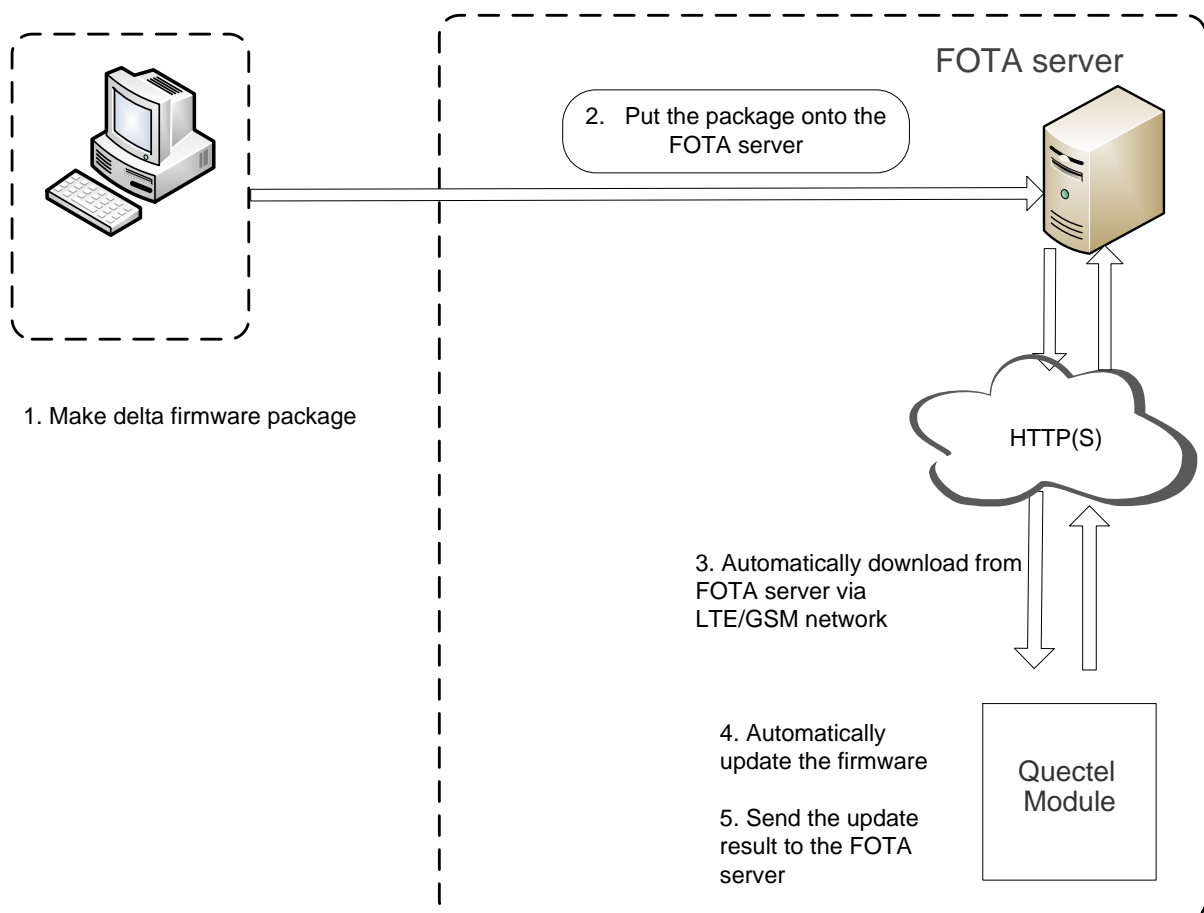 FOTA server
2. Put the package onto the
FOTA server
1. Make delta firmware package
HTTP(S)
3. Automatically download from
FOTA server via
LTE/GSM network
4. Automatically
update the firmware
5. Send the update
result to the FOTA
server
Quectel
Module